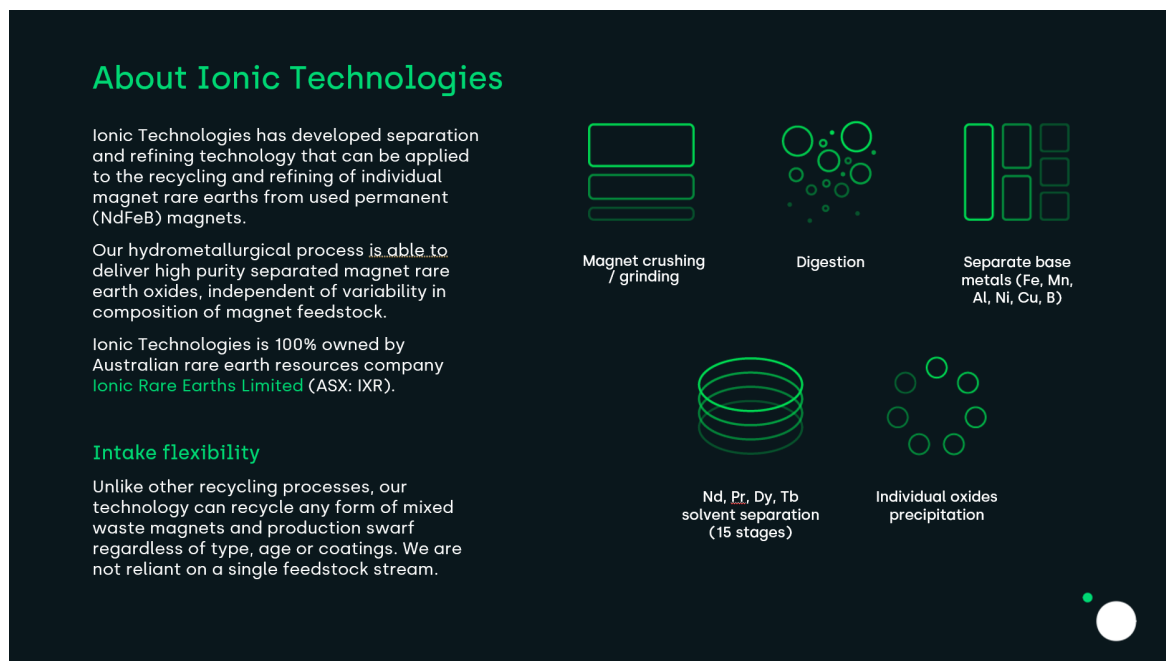 About Ionic Technologies
Ionic Technologies has developed separation
and refining technology that can be applied
to the recycling and refining of individual
magnet rare earths from used permanent
(NdFeB) magnets.
Our hydrometallurgical process is able to
deliver high purity separated magnet rare
earth oxides, independent of variability in
composition of magnet feedstock.
Ionic Technologies is 100% owned by
Australian rare earth resources company
Ionic Rare Earths Limited (ASX: IXR).
Intake flexibility
Unlike other recycling processes, our
technology can recycle any form of mixed
waste magnets and production swarf
regardless of type, age or coatings. We are
not reliant on a single feedstock stream.
Magnet crushing
/ grinding
Digestion
Separate base
metals (Fe, Mn,
Al, Ni, Cu, B)
Nd, Pr, Dy, Tb
solvent separation
(15 stages)
Individual oxides
precipitation